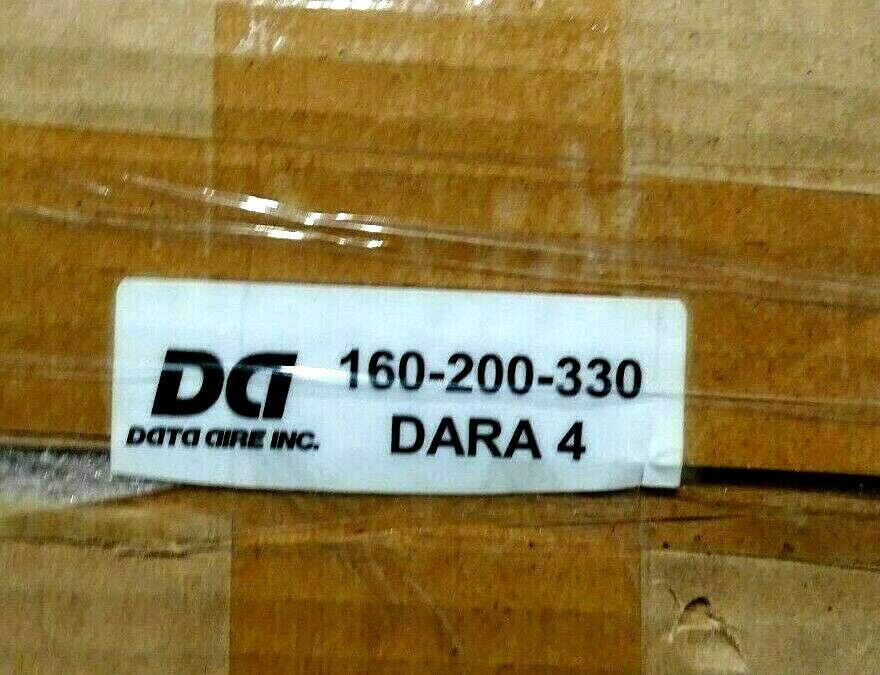 DA
DATA AIRE INC.
160-200-330
DARA 4